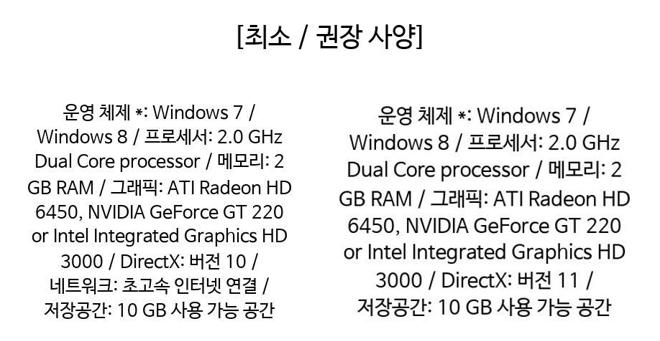 [최소 / 권장 사양]
운영 체제 *: Windows 7 /
Windows 8 / 프로세서: 2.0 GHz
Dual Core processor / 메모리: 2
GB RAM / 그래픽: ATI Radeon HD
6450, NVIDIA GeForce GT 220
or Intel Integrated Graphics HD
3000 / DirectX: 버전 10 /
네트워크: 초고속 인터넷 연결 /
저장공간: 10 GB 사용 가능 공간
운영 체제 *: Windows 7 /
Windows 8 / 프로세서: 2.0 GHz
Dual Core processor / 메모리: 2
GB RAM / 그래픽: ATI Radeon HD
6450, NVIDIA GeForce GT 220
or Intel Integrated Graphics HD
3000 / DirectX: 버전 11 /
저장공간: 10 GB 사용 가능 공간